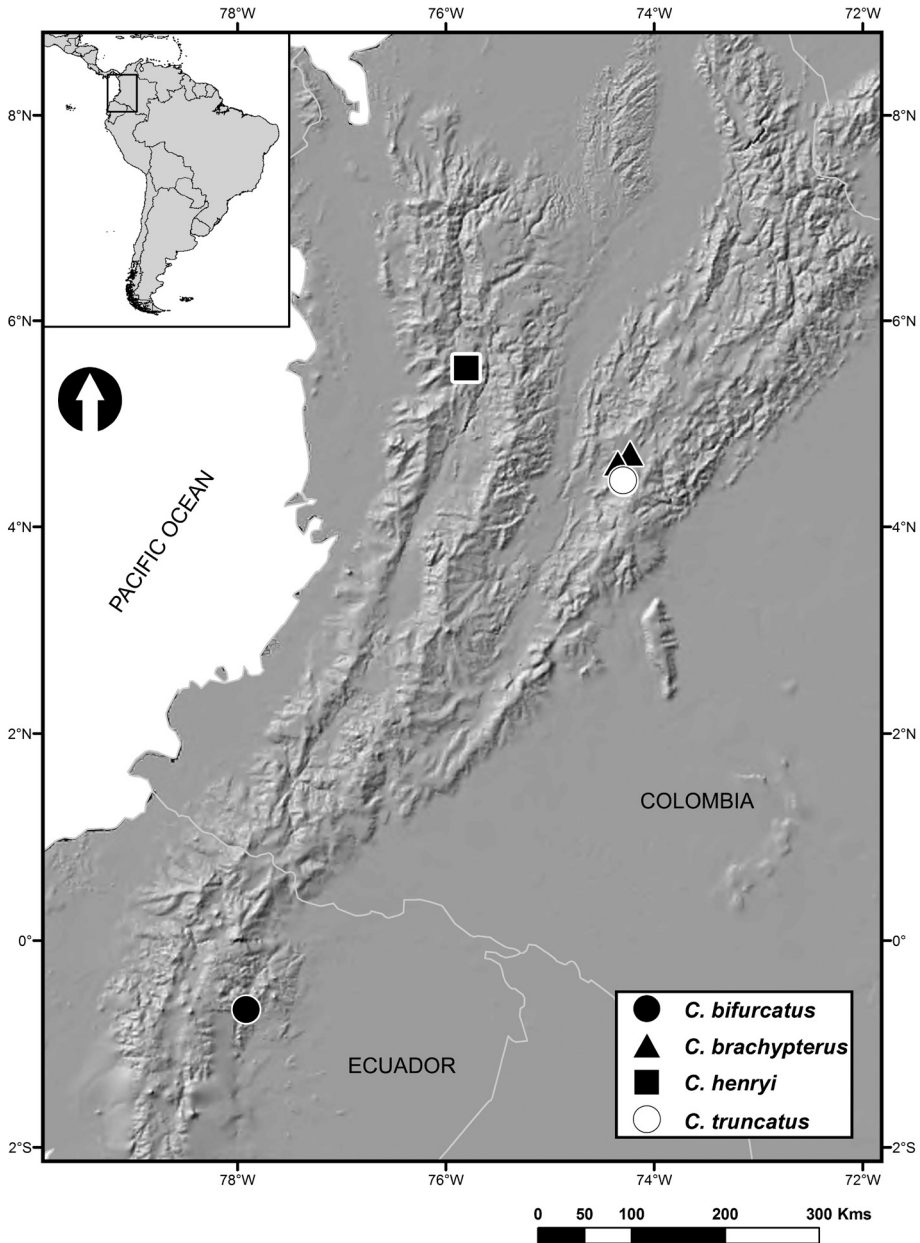 78°W 76°W 74°W 72°W
8°N 8°N
6°N 6°N
PACIFIC OCEAN
4°N 4°N
2°N 2°N
COLOMBIA
0° 0°
C. bifurcatus
C. brachypterus
ECUADOR
C. henryi
C. truncatus
2°S 2°S
78°W 76°W 74°W 72°W
0 50 100 200 300 Kms